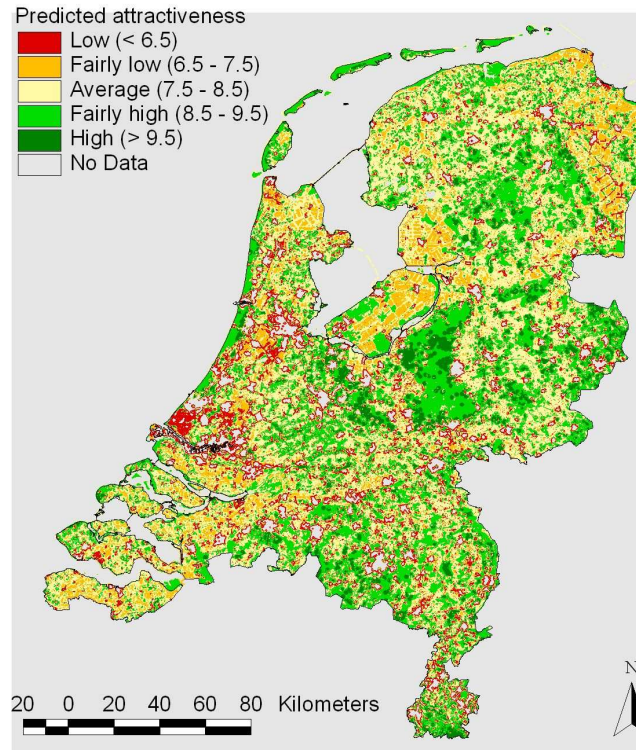 Predicted attractiveness
Low (< 6.5)
Fairly low (6.5 - 7.5)
Average (7.5 - 8.5)
Fairly high (8.5 - 9.5)
High (> 9.5)
No Data
N
20 0 20 40 60 80 Kilometers